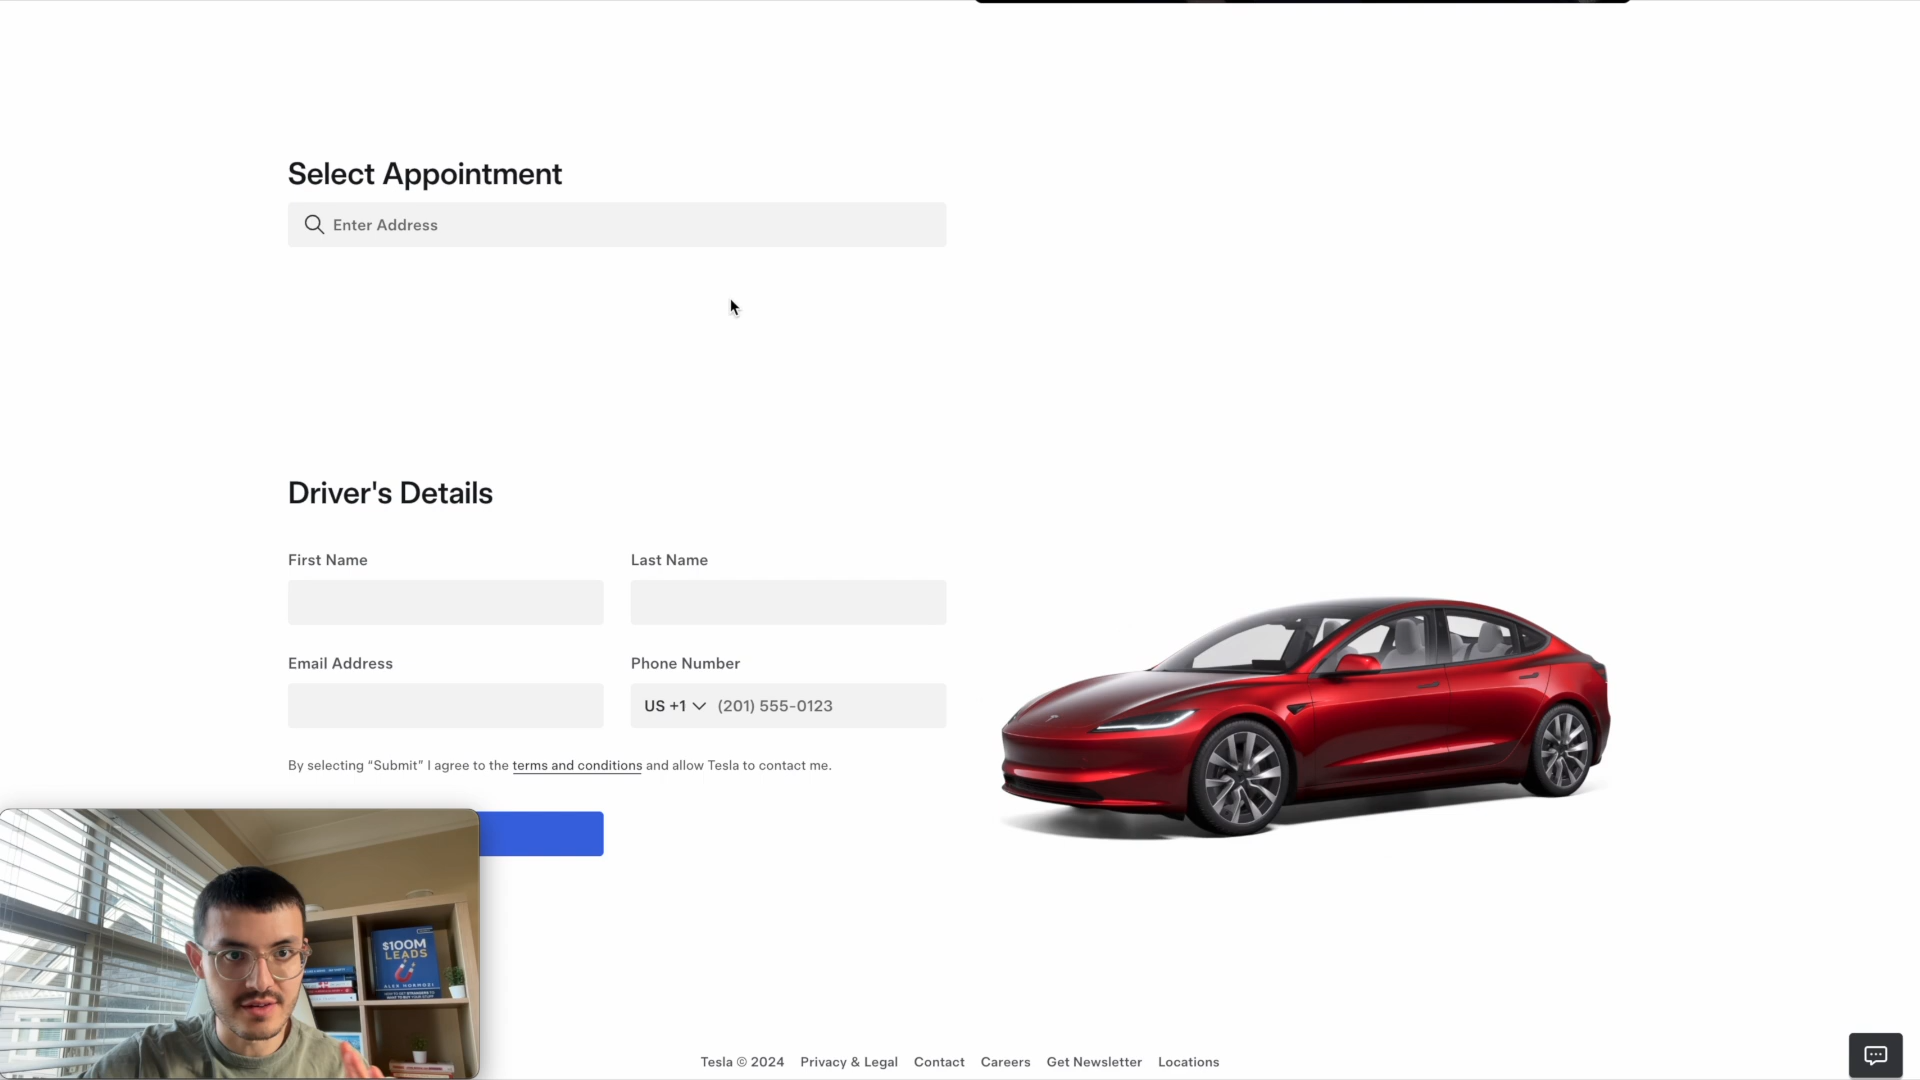 Select Appointment
Enter Address
Driver's Details
First Name
Last Name
Email Address
Phone Number
US +1
(201) 555-0123
By selecting “Submit” I agree to the terms and conditions and allow Tesla to contact me.
$100M
LEADS
ALEX HORMOZI
Tesla © 2024
Privacy & Legal
Contact
Careers
Get Newsletter
Locations